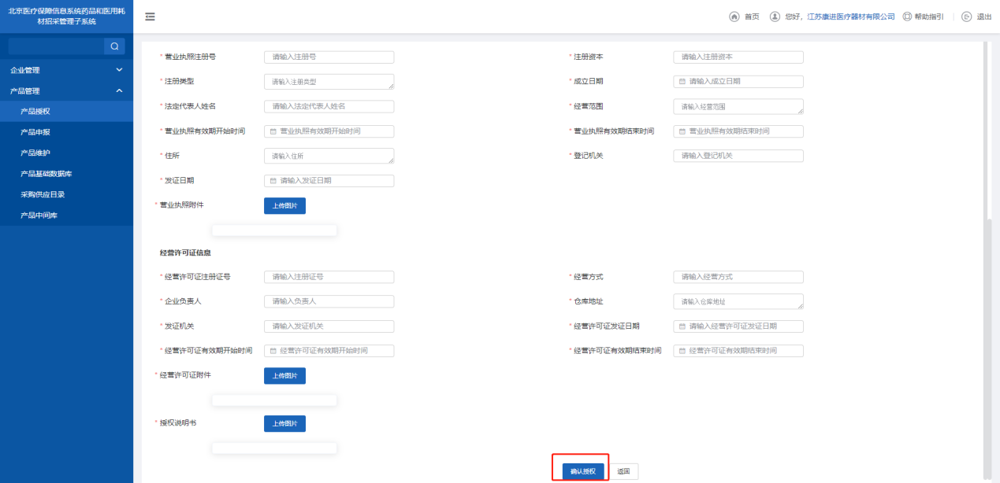 北京医疗保障信息系统药品和医用耗
材招采管理子系统
首页 您好，江苏康进医疗器材有限公司 帮助指引 退出
企业管理
产品管理
产品授权
产品申报
产品维护
产品基础数据库
采购供应目录
产品中间库
* 营业执照注册号 请输入注册号 * 注册资本 请输入注册资本
* 注册类型 请输入注册类型 * 成立日期 请输入成立日期
* 法定代表人姓名 请输入法定代表人姓名 * 经营范围 请输入经营范围
* 营业执照有效期开始时间 营业执照有效期开始时间 * 营业执照有效期结束时间 营业执照有效期结束时间
* 住所 请输入住所 * 登记机关 请输入登记机关
* 发证日期 请输入发证日期
* 营业执照附件 上传图片
经营许可证信息
* 经营许可证注册证号 请输入注册证号 * 经营方式 请输入经营方式
* 企业负责人 请输入负责人 * 仓库地址 请输入仓库地址
* 发证机关 请输入发证机关 * 经营许可证发证日期 请输入经营许可证发证日期
* 经营许可证有效期开始时间 经营许可证有效期开始时间 * 经营许可证有效期结束时间 经营许可证有效期结束时间
* 经营许可证附件 上传图片
* 授权说明书 上传图片
确认授权 返回